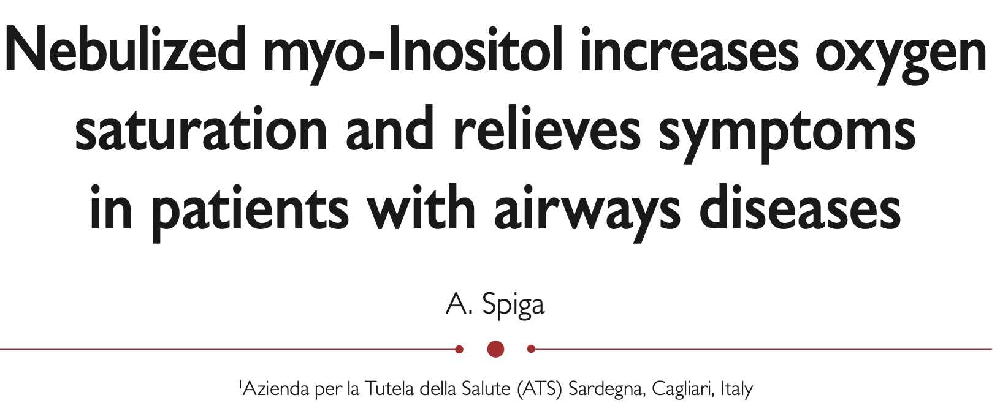 Nebulized myo-Inositol increases oxygen
saturation and relieves symptoms
in patients with airways diseases
A. Spiga
¹Azienda per la Tutela della Salute (ATS) Sardegna, Cagliari, Italy